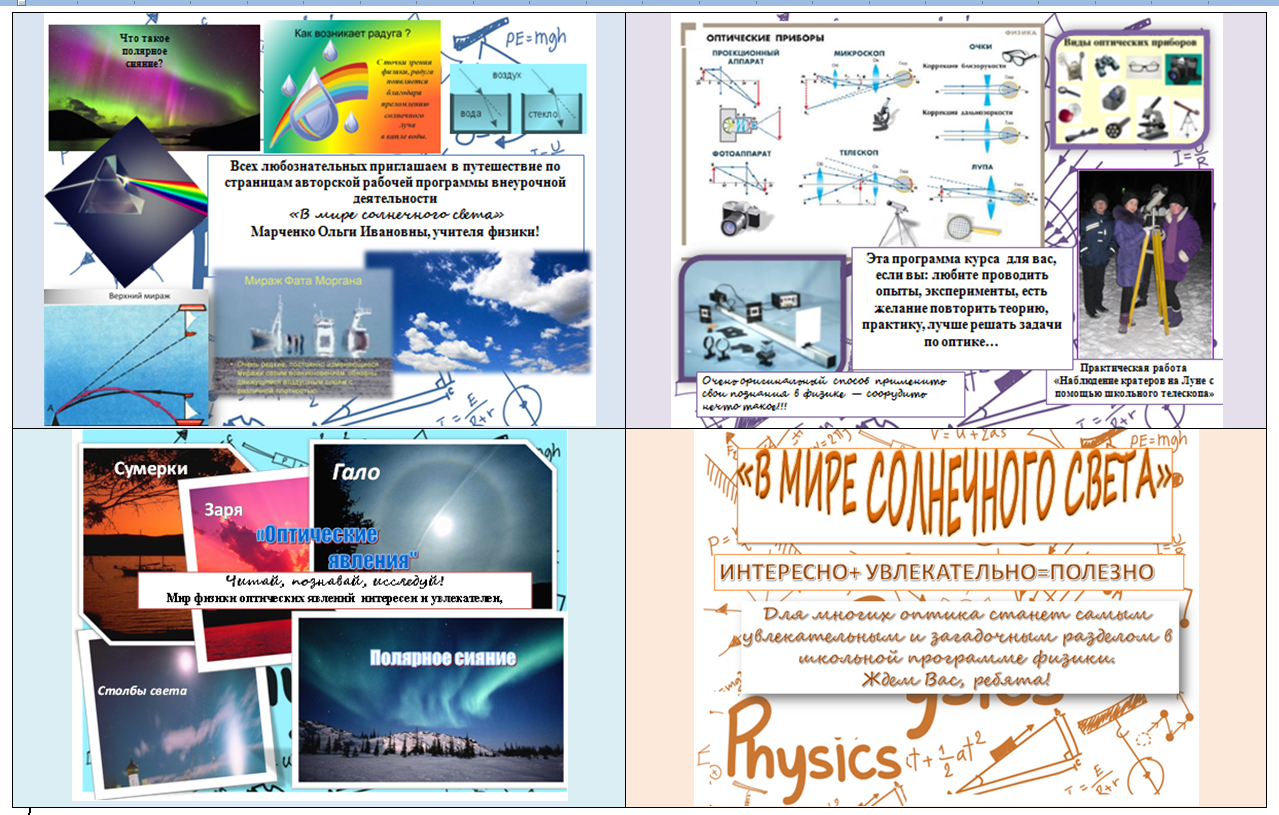 Что такое
полярное
сияние?
Как возникает радуга ?
С точки зрения
физики, радуга
появляется
благодаря
преломлению
солнечного
луча
в капле воды.
PE=mgh
воздух
вода
стекло
Всех любознательных приглашаем в путешествие по
страницам авторской рабочей программы внеурочной
деятельности
«В мире солнечного света»
Марченко Ольги Ивановны, учителя физики!
Верхний мираж
А
Мираж Фата Моргана
ФИЗИКА
ОПТИЧЕСКИЕ ПРИБОРЫ
ПРОЕКЦИОННЫЙ
АППАРАТ
МИКРОСКОП
ОЧКИ
Коррекция близорукости
Коррекция дальнозоркости
ФОТОАППАРАТ
ТЕЛЕСКОП
ЛУПА
Виды оптических приборов
Эта программа курса для вас,
если вы: любите проводить
опыты, эксперименты, есть
желание повторить теорию,
практику, лучше решать задачи
по оптике…
Очень оригинальный способ применить
свои познания в физике — соорудить
нечто такое!!!
Практическая работа
«Наблюдение кратеров на Луне с
помощью школьного телескопа»
Сумерки
Заря
Гало
«Оптические
явления"
Читай, познавай, исследуй!
Мир физики оптических явлений интересен и увлекателен,
Столбы света
Полярное сияние
V = u + 2as
PE=mgh
«В МИРЕ СОЛНЕЧНОГО СВЕТА»
ИНТЕРЕСНО+ УВЛЕКАТЕЛЬНО=ПОЛЕЗНО
Для многих оптика станет самым
увлекательным и загадочным разделом в
школьной программе физики.
Ждем Вас, ребята!
Physics